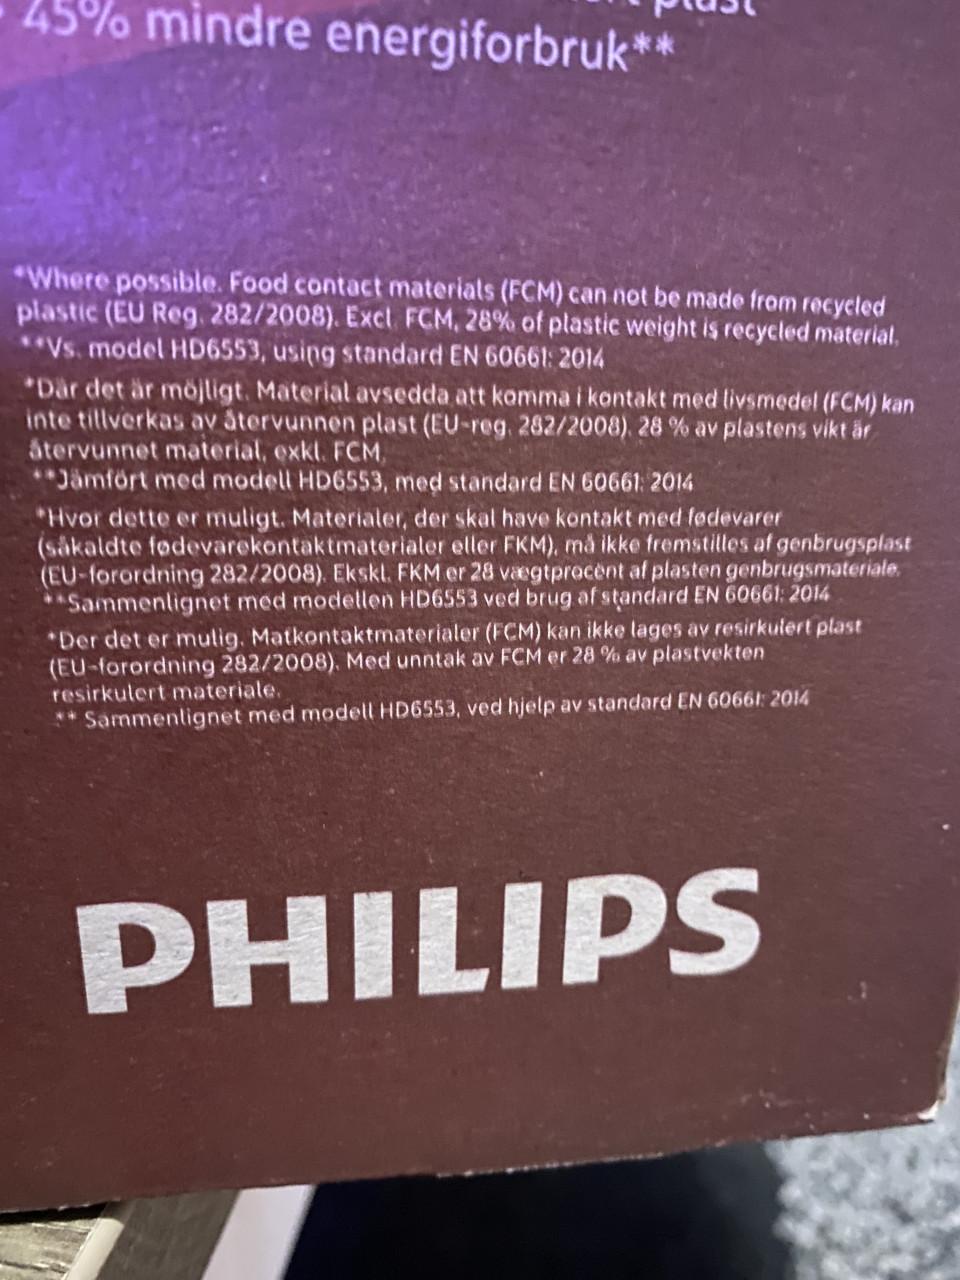 plast
45% mindre energiforbruk**
*Where possible. Food contact materials (FCM) can not be made from recycled
plastic (EU Reg. 282/2008). Excl. FCM, 28% of plastic weight is recycled material.
**Vs. model HD6553, using standard EN 60661: 2014
*Där det är möjligt. Material avsedda att komma i kontakt med livsmedel (FCM) kan
inte tillverkas av återvunnen plast (EU-reg. 282/2008). 28 % av plastens vikt är
återvunnet material, exkl. FCM.
**Jämfört med modell HD6553, med standard EN 60661: 2014
*Hvor dette er muligt. Materialer, der skal have kontakt med fødevarer
(såkaldte fødevarekontaktmaterialer eller FKM), må ikke fremstilles af genbrugsplast
(EU-forordning 282/2008). Ekskl. FKM er 28 vægtprocent af plasten genbrugsmateriale.
**Sammenlignet med modellen HD6553 ved brug af standard EN 60661: 2014
*Der det er mulig. Matkontaktmaterialer (FCM) kan ikke lages av resirkulert plast
(EU-forordning 282/2008). Med unntak av FCM er 28 % av plastvekten
resirkulert materiale.
** Sammenlignet med modell HD6553, ved hjelp av standard EN 60661: 2014
PHILIPS